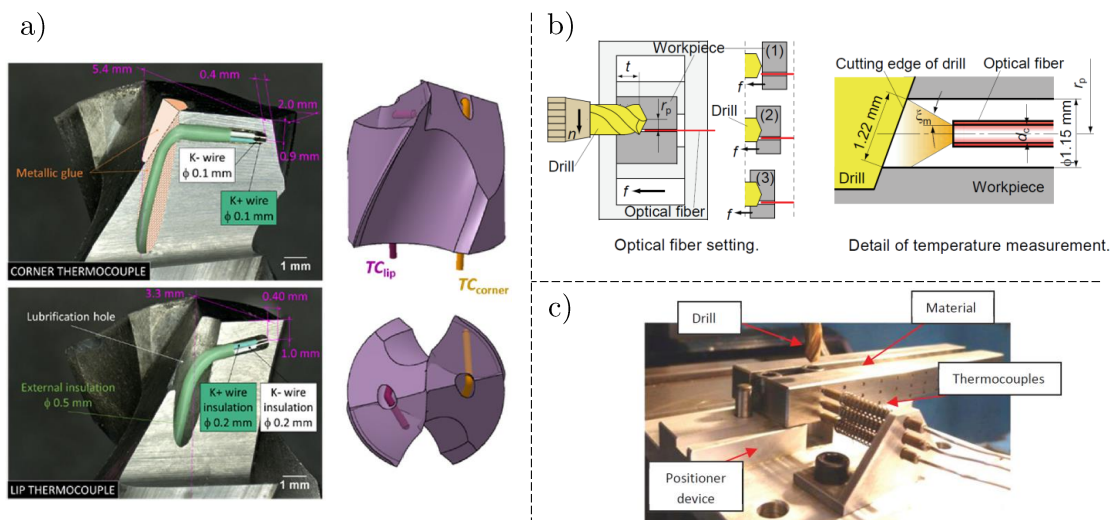 a)
5.4 mm
0.4 mm
2.0 mm
0.9 mm
Metallic glue
K- wire
ϕ 0.1 mm
K+ wire
ϕ 0.1 mm
CORNER THERMOCOUPLE
1 mm
3.3 mm
0.40 mm
Lubrification hole
1.0 mm
External insulation
ϕ 0.5 mm
K+ wire
insulation
ϕ 0.2 mm
K- wire
insulation
ϕ 0.2 mm
LIP THERMOCOUPLE
1 mm
TClip
TCcorner
b)
Workpiece
t
rp
n
Drill
f
Optical fiber
(1)
f
Drill
(2)
f
(3)
f
Optical fiber setting.
Cutting edge of drill
Optical fiber
rp
1.22 mm
ξm
dc
ϕ1.15 mm
Drill
Workpiece
Detail of temperature measurement.
c)
Drill
Material
Thermocouples
Positioner
device